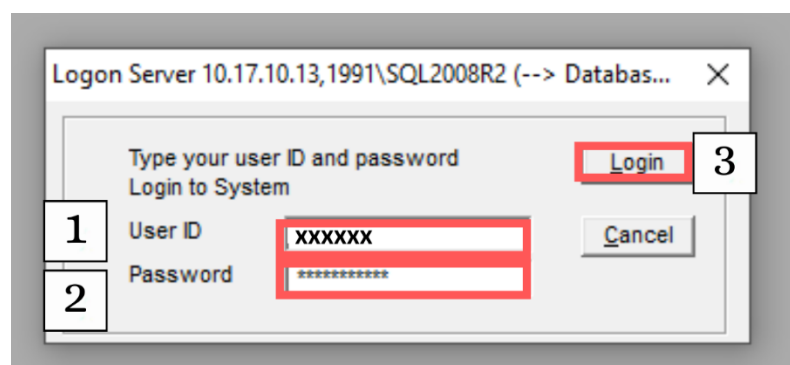 Logon Server 10.17.10.13,1991\SQL2008R2 (--> Databas...
Type your user ID and password
Login to System
Login
3
1
User ID
xxxxxx
Cancel
2
Password
***********